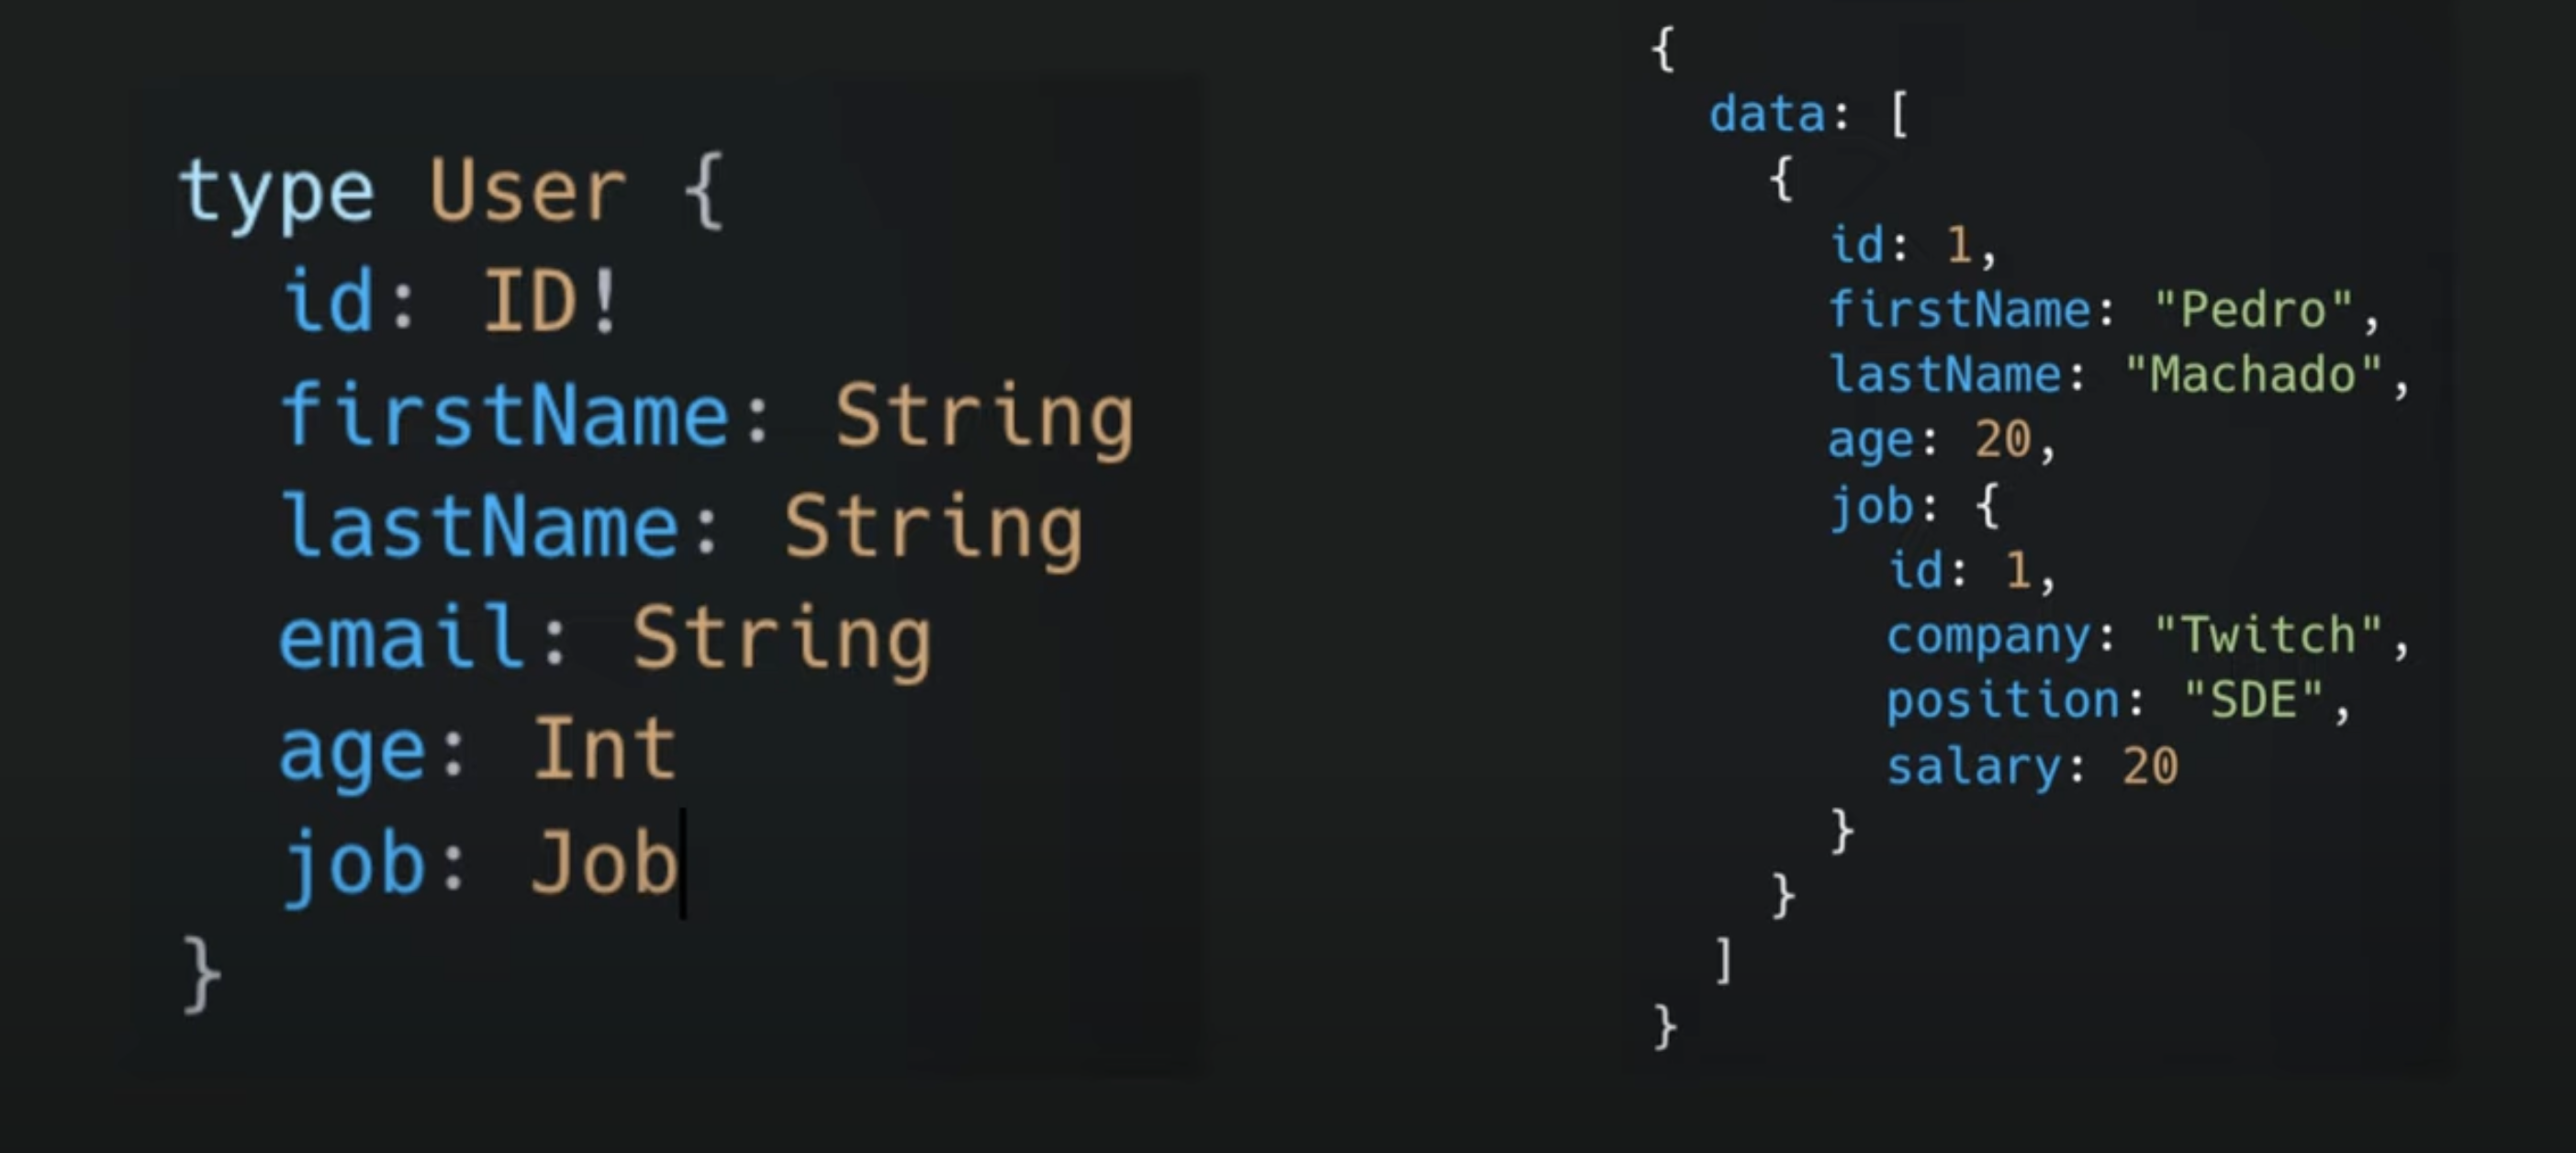 type User {
  id: ID!
  firstName: String
  lastName: String
  email: String
  age: Int
  job: Job
}
{
  data: [
    {
      id: 1,
      firstName: "Pedro",
      lastName: "Machado",
      age: 20,
      job: {
        id: 1,
        company: "Twitch",
        position: "SDE",
        salary: 20
      }
    }
  ]
}